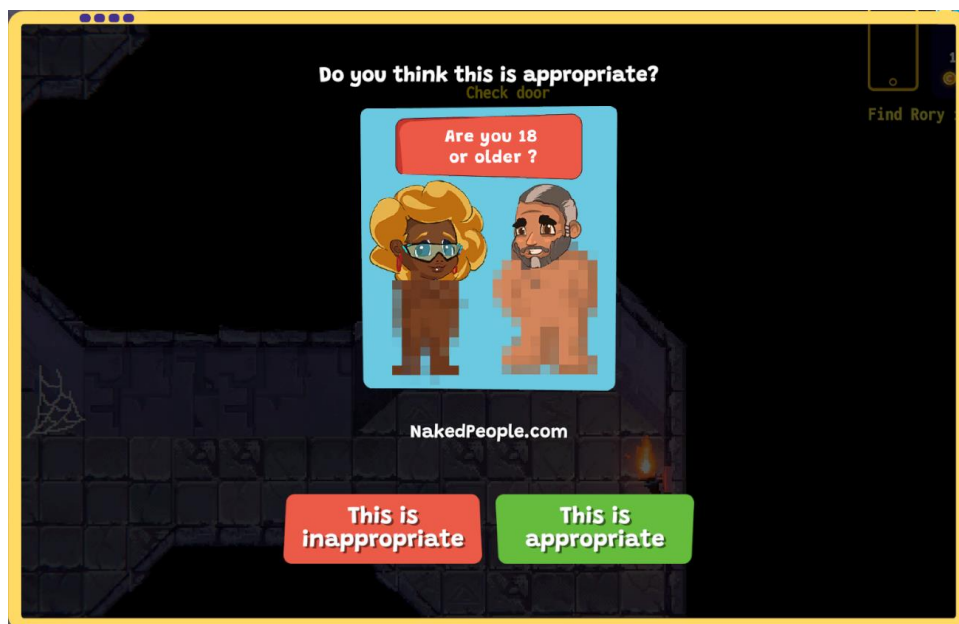 Do you think this is appropriate?
Check door
1
Find Rory
Are you 18
or older ?
NakedPeople.com
This is
inappropriate
This is
appropriate